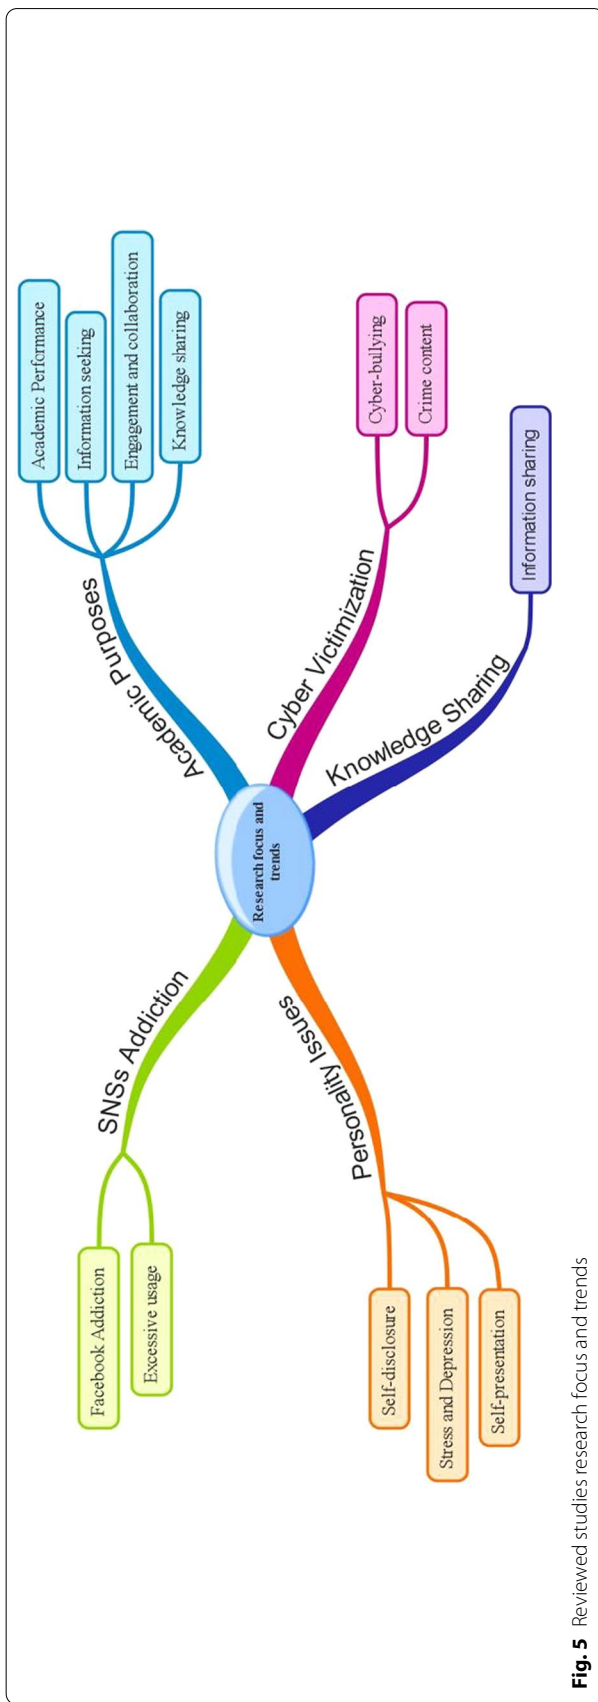 SNSs Addiction
Facebook Addiction
Excessive usage
Personality Issues
Self-disclosure
Stress and Depression
Self-presentation
Research focus and
trends
Academic Purposes
Academic Performance
Information seeking
Engagement and collaboration
Knowledge sharing
Cyber Victimization
Cyber-bullying
Crime content
Knowledge Sharing
Information sharing
Fig. 5 Reviewed studies research focus and trends